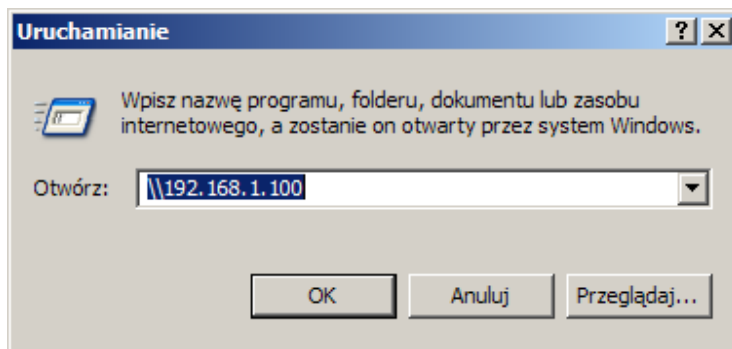 Uruchamianie
Wpisz nazwę programu, folderu, dokumentu lub zasobu
internetowego, a zostanie on otwarty przez system Windows.
Otwórz: \\192.168.1.100
OK Anuluj Przeglądaj...